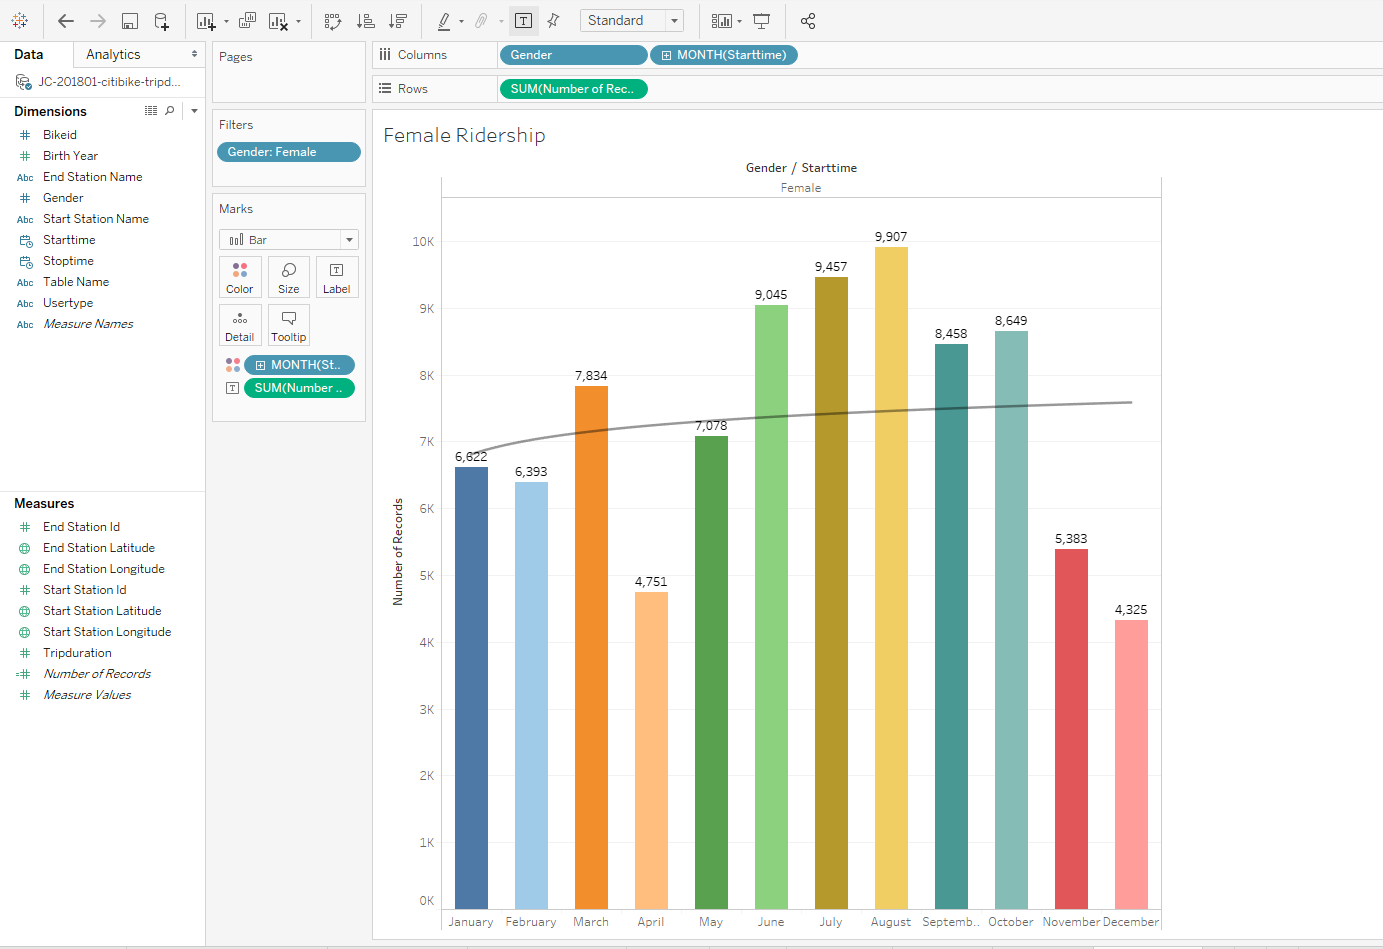 Standard
Data
Analytics
JC-201801-citibike-tripd...
Dimensions
Bikeid
Birth Year
Abc End Station Name
Gender
Abc Start Station Name
Starttime
Stoptime
Abc Table Name
Abc Usertype
Abc Measure Names
Measures
End Station Id
End Station Latitude
End Station Longitude
Start Station Id
Start Station Latitude
Start Station Longitude
Tripduration
=# Number of Records
Measure Values
Pages
Filters
Gender: Female
Marks
Bar
Color
Size
T
Label
Detail
Tooltip
MONTH(St..
T SUM(Number ..
Columns
Gender
MONTH(Starttime)
Rows
SUM(Number of Rec..
Female Ridership
Gender / Starttime
Female
Number of Records
10K
9K
8K
7K
6K
5K
4K
3K
2K
1K
0K
6,622
6,393
7,834
4,751
7,078
9,045
9,457
9,907
8,458
8,649
5,383
4,325
January
February
March
April
May
June
July
August
Septemb..
October
November
December